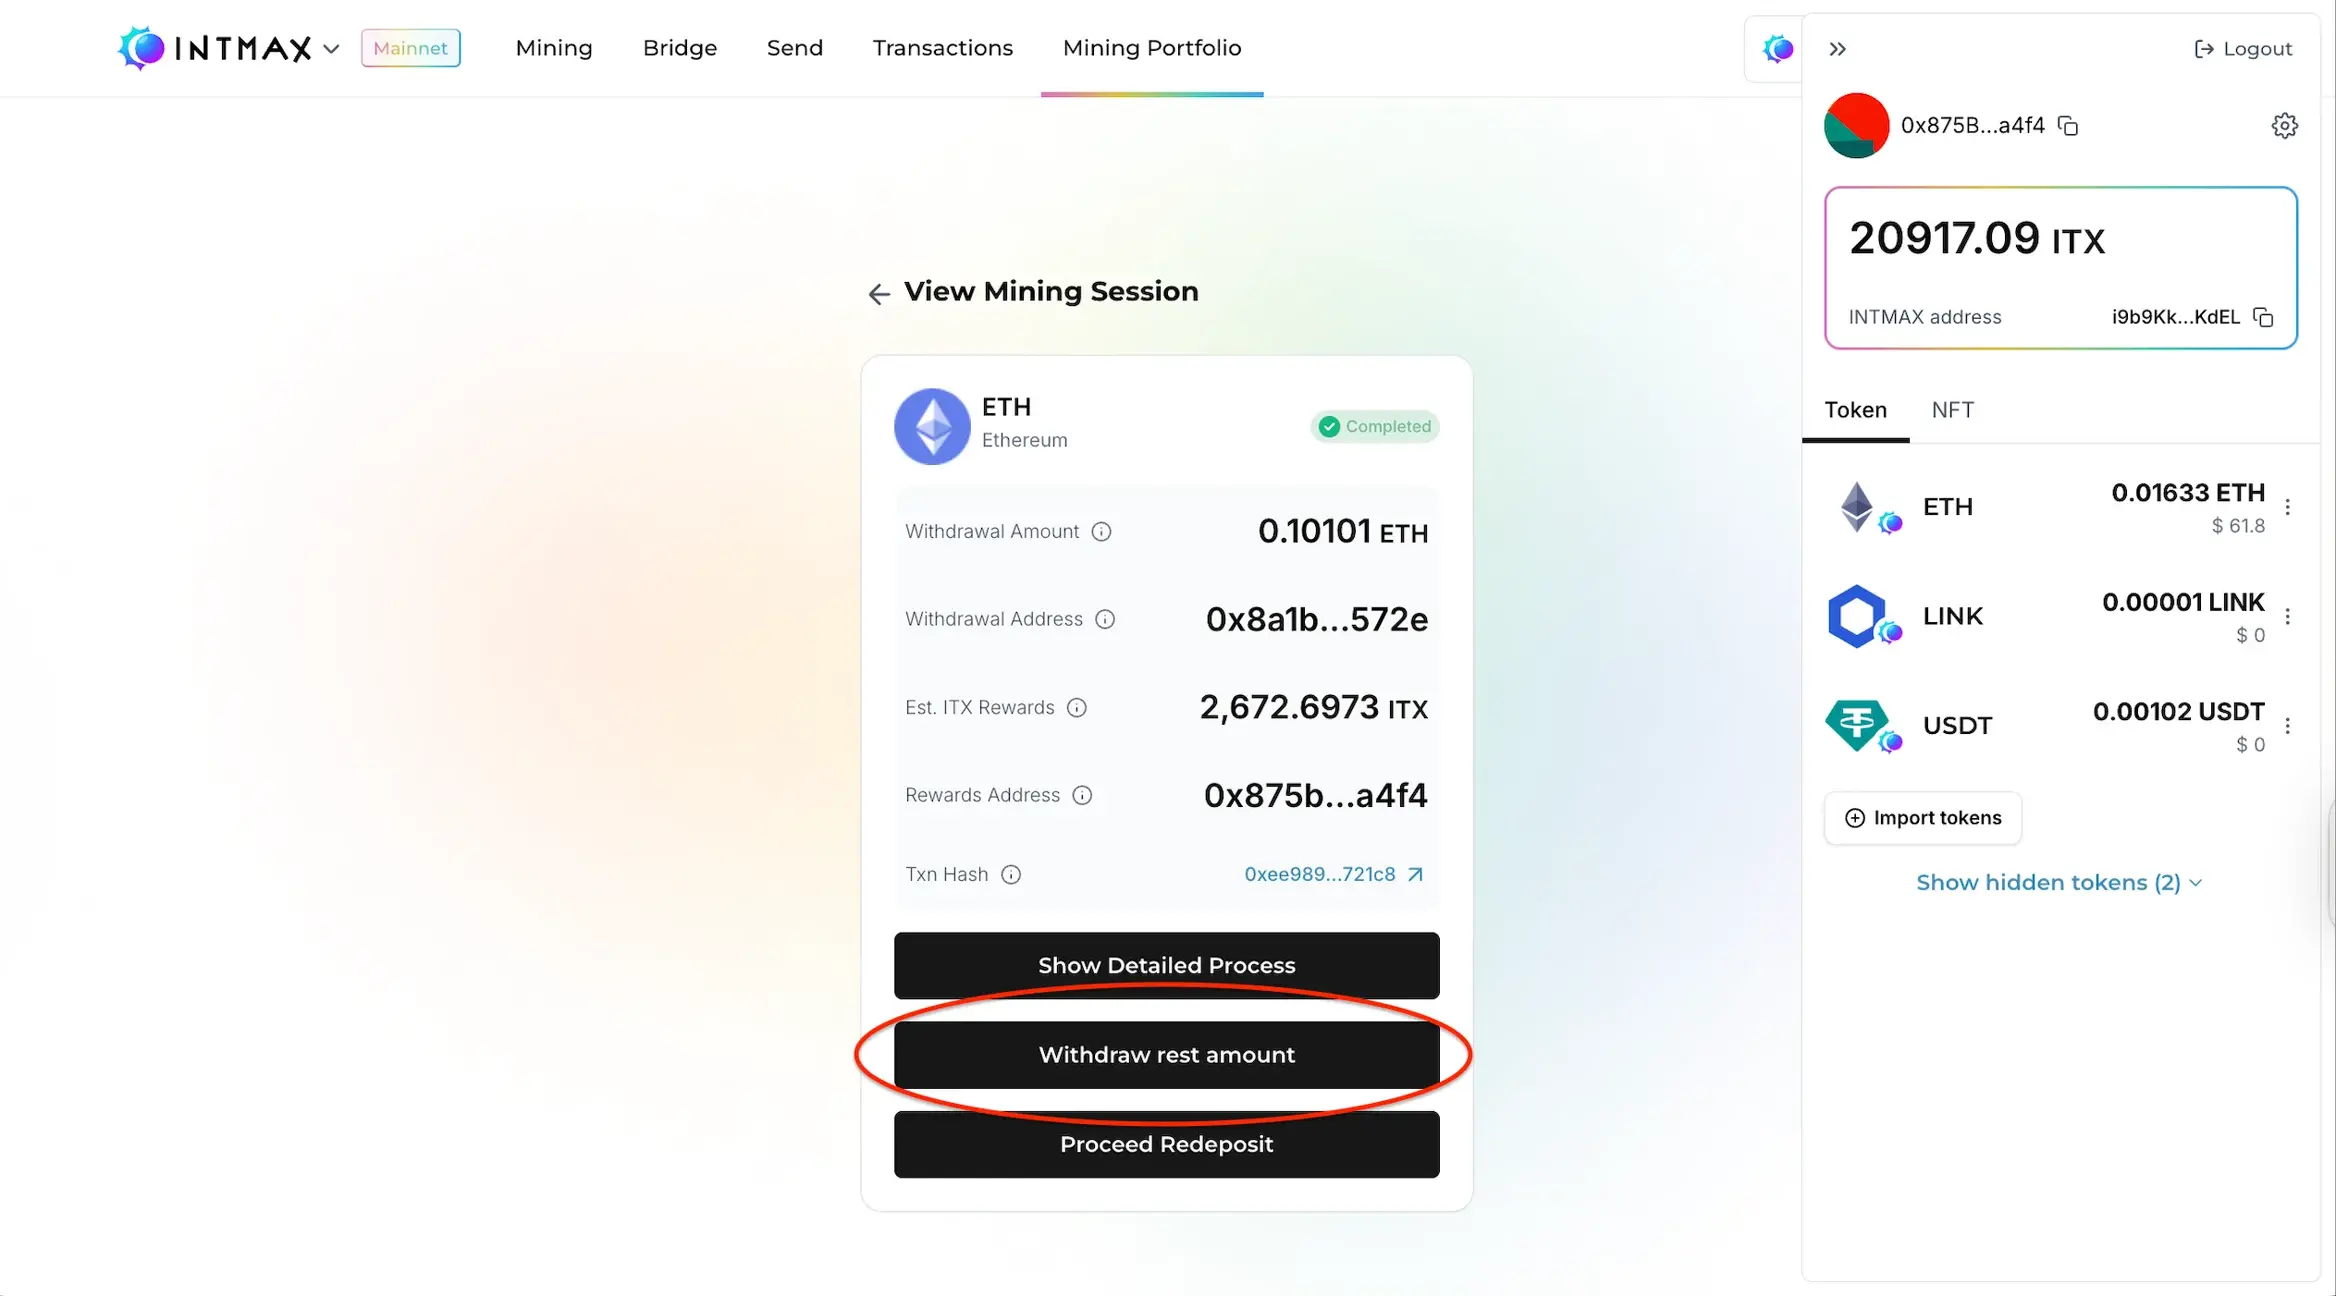 INTMAX Mainnet Mining Bridge Send Transactions Mining Portfolio
Logout
0x875B...a4f4
20917.09 ITX
INTMAX address i9b9Kk...KdEL
Token NFT
ETH 0.01633 ETH
$ 61.8
LINK 0.00001 LINK
$ 0
USDT 0.00102 USDT
$ 0
Import tokens
Show hidden tokens (2)
View Mining Session
ETH
Ethereum
Completed
Withdrawal Amount 0.10101 ETH
Withdrawal Address 0x8a1b...572e
Est. ITX Rewards 2,672.6973 ITX
Rewards Address 0x875b...a4f4
Txn Hash 0xee989...721c8
Show Detailed Process
Withdraw rest amount
Proceed Redeposit